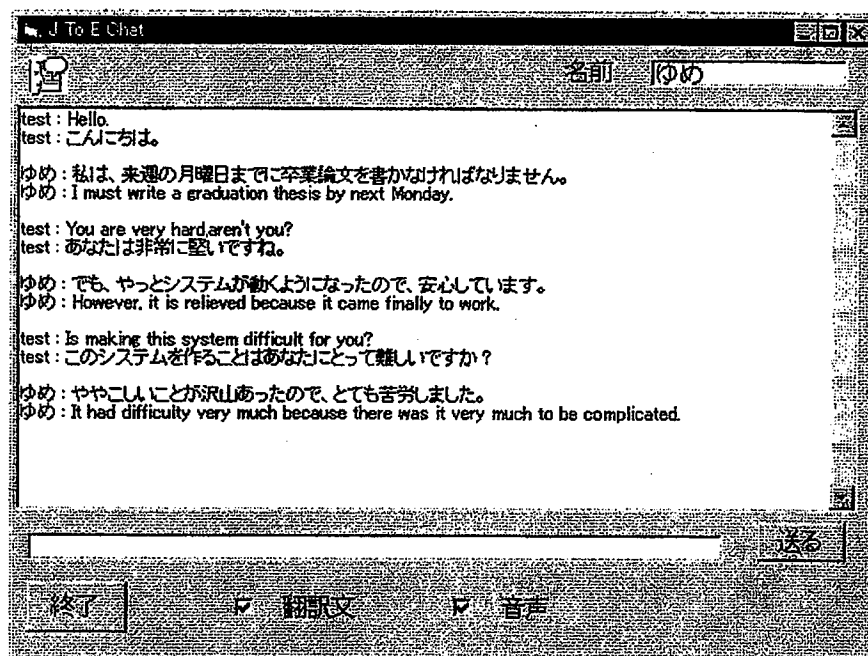 J To E Chat
名前 ゆめ
test : Hello.
test : こんにちは。
ゆめ : 私は、来週の月曜日までに卒業論文を書かなければなりません。
ゆめ : I must write a graduation thesis by next Monday.
test : You are very hard,aren't you?
test : あなたは非常に堅いですね。
ゆめ : でも、やっとシステムが動くようになったので、安心しています。
ゆめ : However, it is relieved because it came finally to work.
test : Is making this system difficult for you?
test : このシステムを作ることはあなたにとって難しいですか？
ゆめ : ややこしいことが沢山あったので、とても苦労しました。
ゆめ : It had difficulty very much because there was it very much to be complicated.
送る
終了 翻訳文 音声